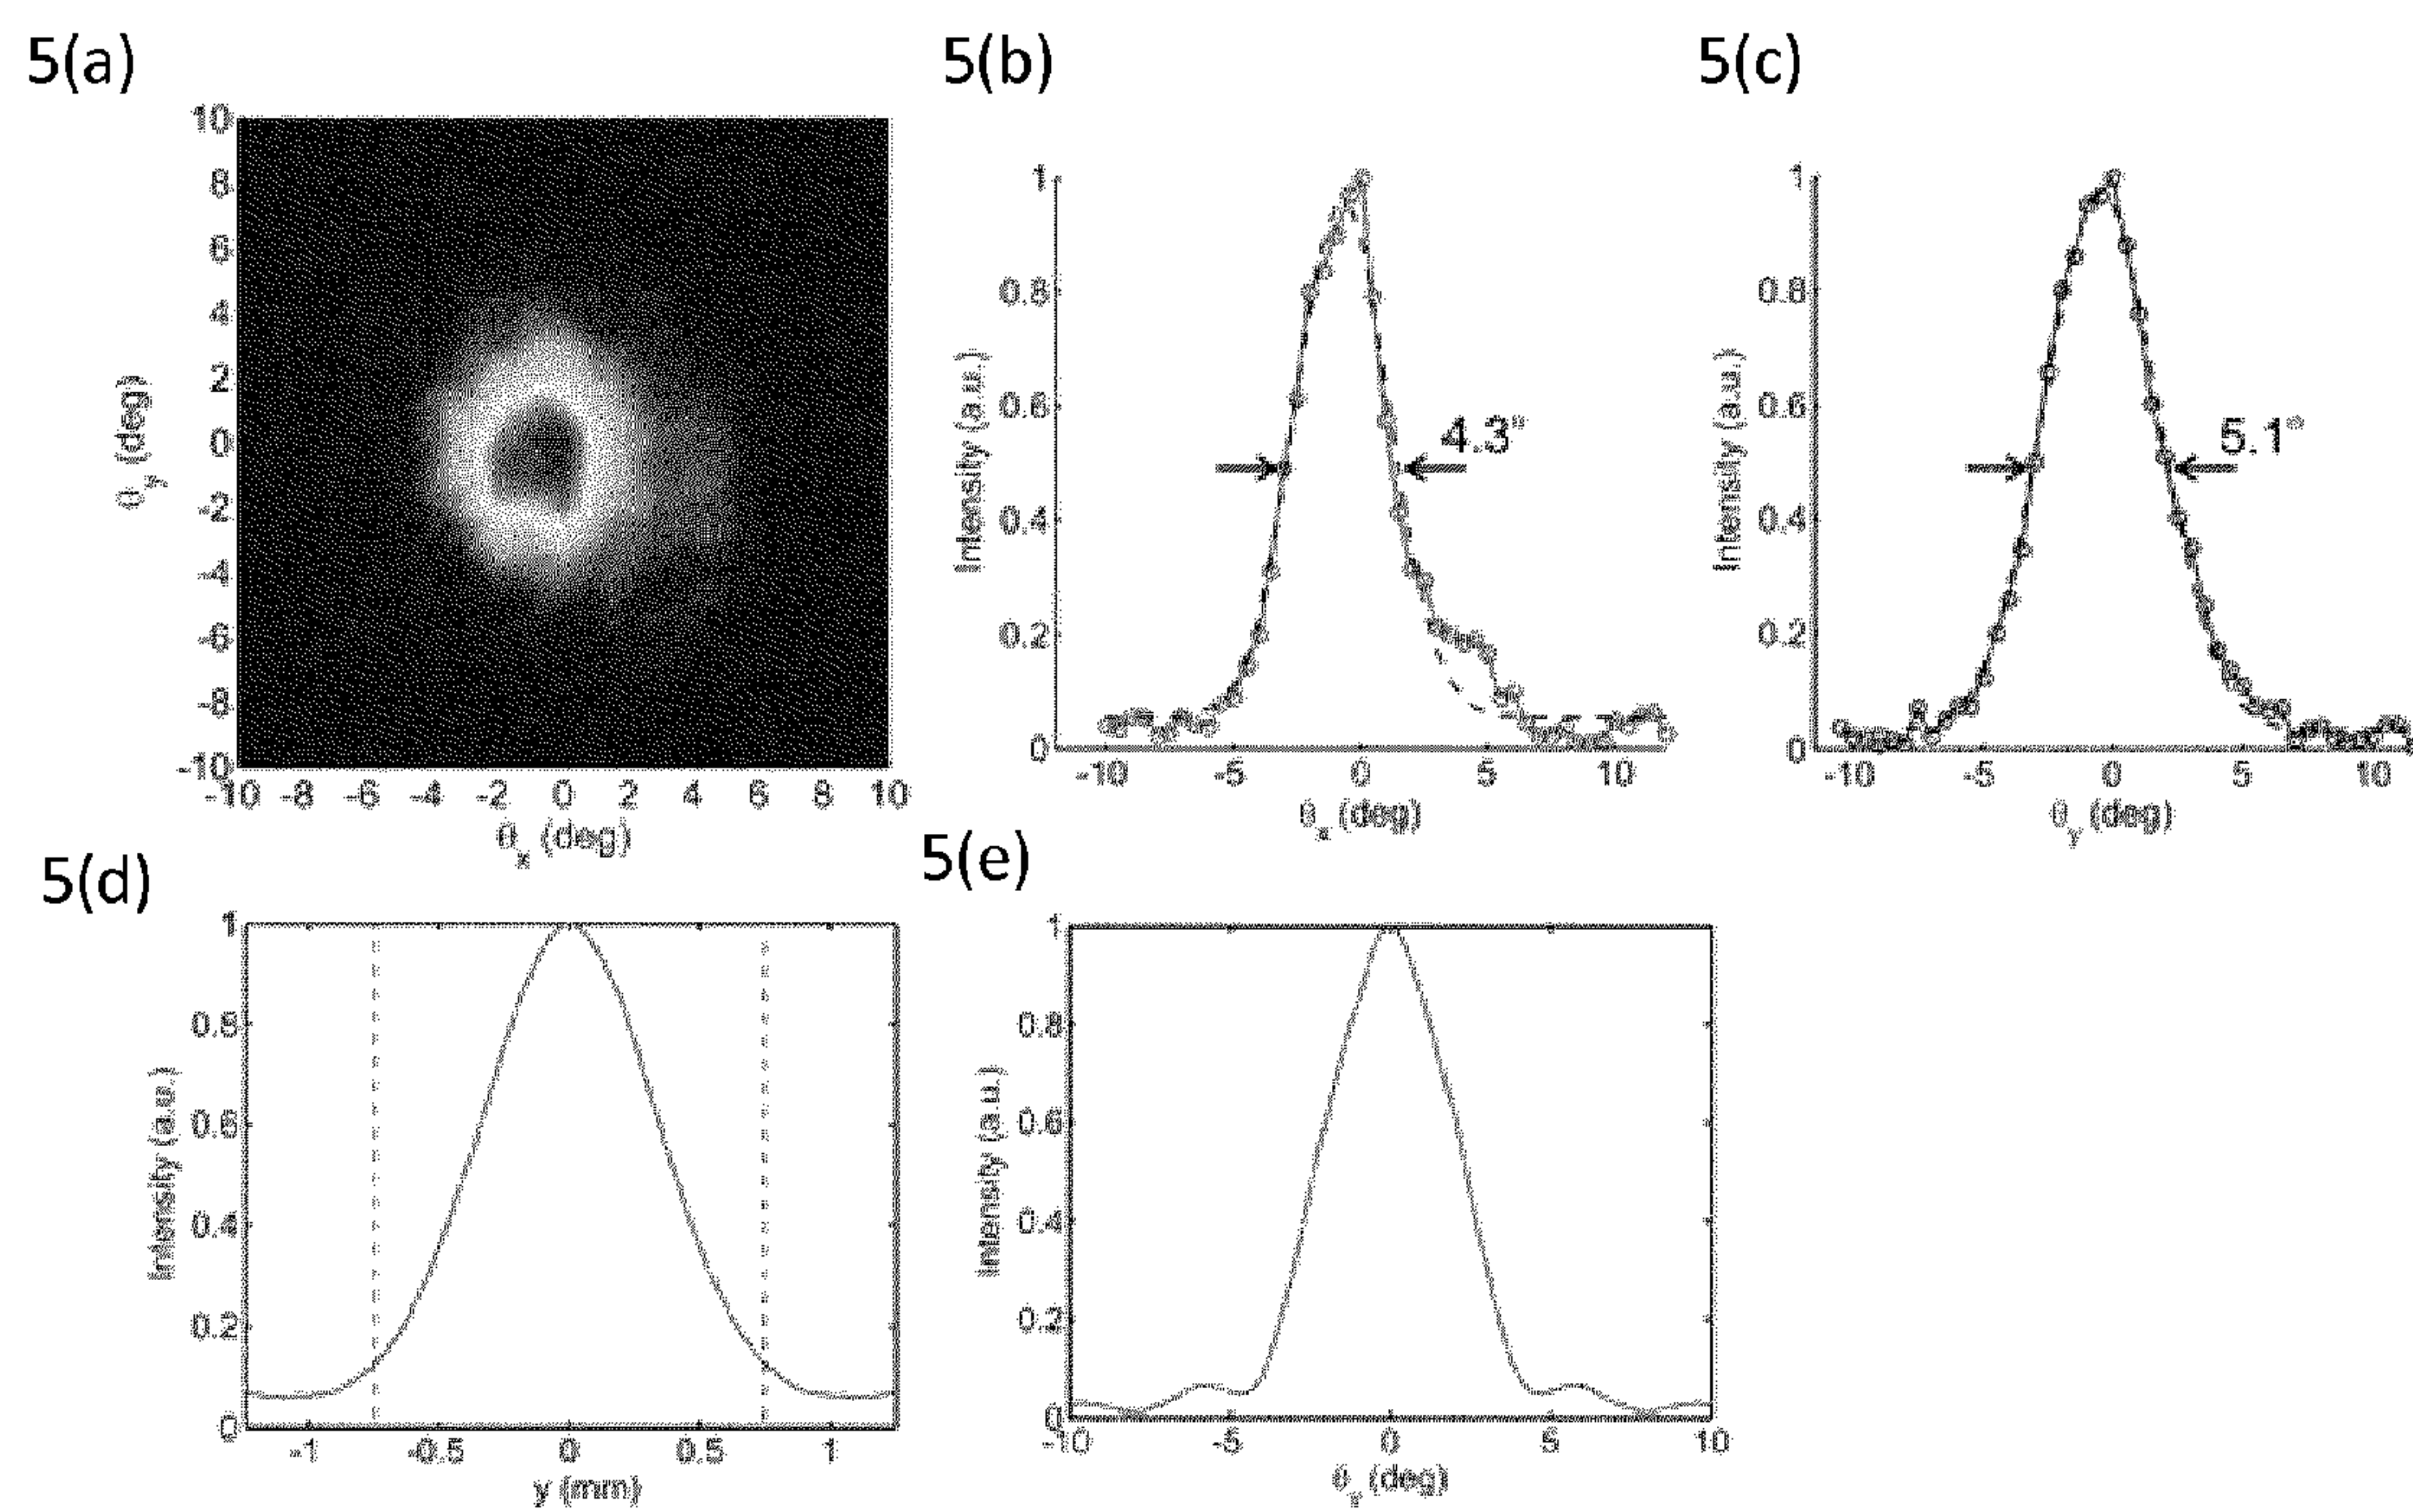 5(a)
5(b)
5(c)
10
8
6
4
2
0
-2
-4
-6
-8
-10
θy (deg)
-10 -8 -6 -4 -2 0 2 4 6 8 10
θx (deg)
1
0.8
0.6
0.4
0.2
0
Intensity (a.u.)
4.3°
-10 -5 0 5 10
θx (deg)
1
0.8
0.6
0.4
0.2
0
Intensity (a.u.)
5.1°
-10 -5 0 5 10
θy (deg)
5(d)
5(e)
1
0.8
0.6
0.4
0.2
0
Intensity (a.u.)
-1 -0.5 0 0.5 1
y (mm)
1
0.8
0.6
0.4
0.2
0
Intensity (a.u.)
-10 -5 0 5 10
θy (deg)